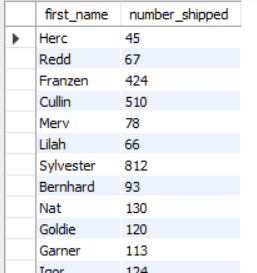 first_name number_shipped
Herc 45
Redd 67
Franzen 424
Cullin 510
Merv 78
Lilah 66
Sylvester 812
Bernhard 93
Nat 130
Goldie 120
Garner 113
Igor 124